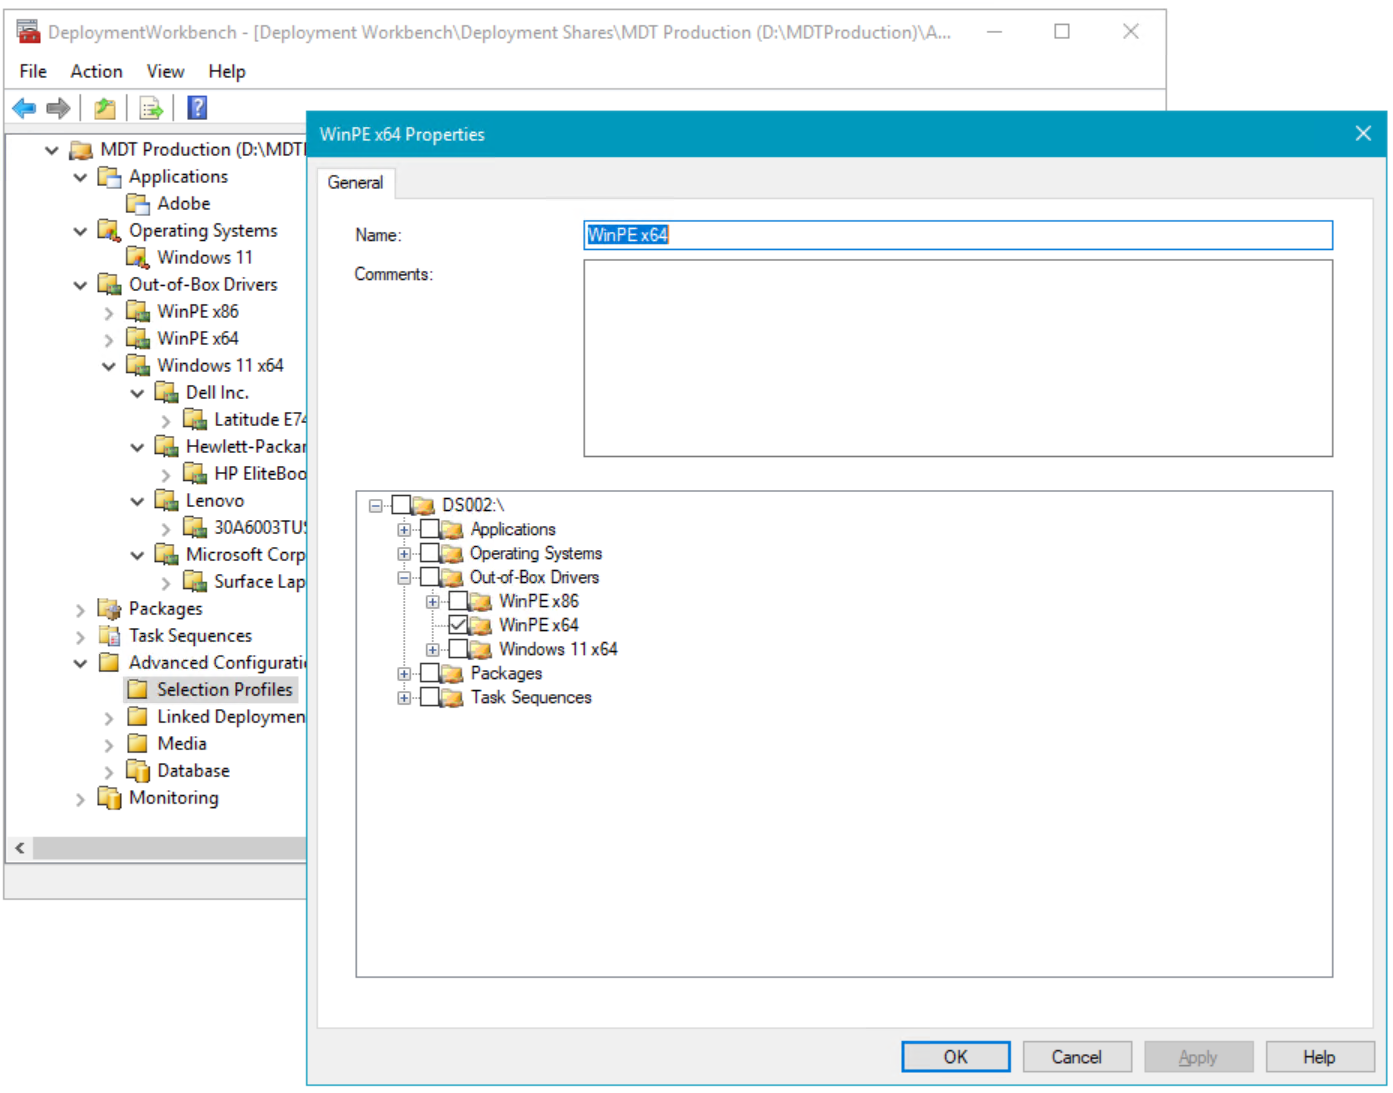 DeploymentWorkbench - [Deployment Workbench\Deployment Shares\MDT Production (D:\MDTProduction)\A...
File Action View Help
MDT Production (D:\MDTI
Applications
Adobe
Operating Systems
Windows 11
Out-of-Box Drivers
WinPE x86
WinPE x64
Windows 11 x64
Dell Inc.
Latitude E74
Hewlett-Packar
HP EliteBoo
Lenovo
30A6003TUS
Microsoft Corp
Surface Lap
Packages
Task Sequences
Advanced Configurati
Selection Profiles
Linked Deploymen
Media
Database
Monitoring
WinPE x64 Properties
General
Name: WinPE x64
Comments:
DS002:\
Applications
Operating Systems
Out-of-Box Drivers
WinPE x86
WinPE x64
Windows 11 x64
Packages
Task Sequences
OK Cancel Apply Help